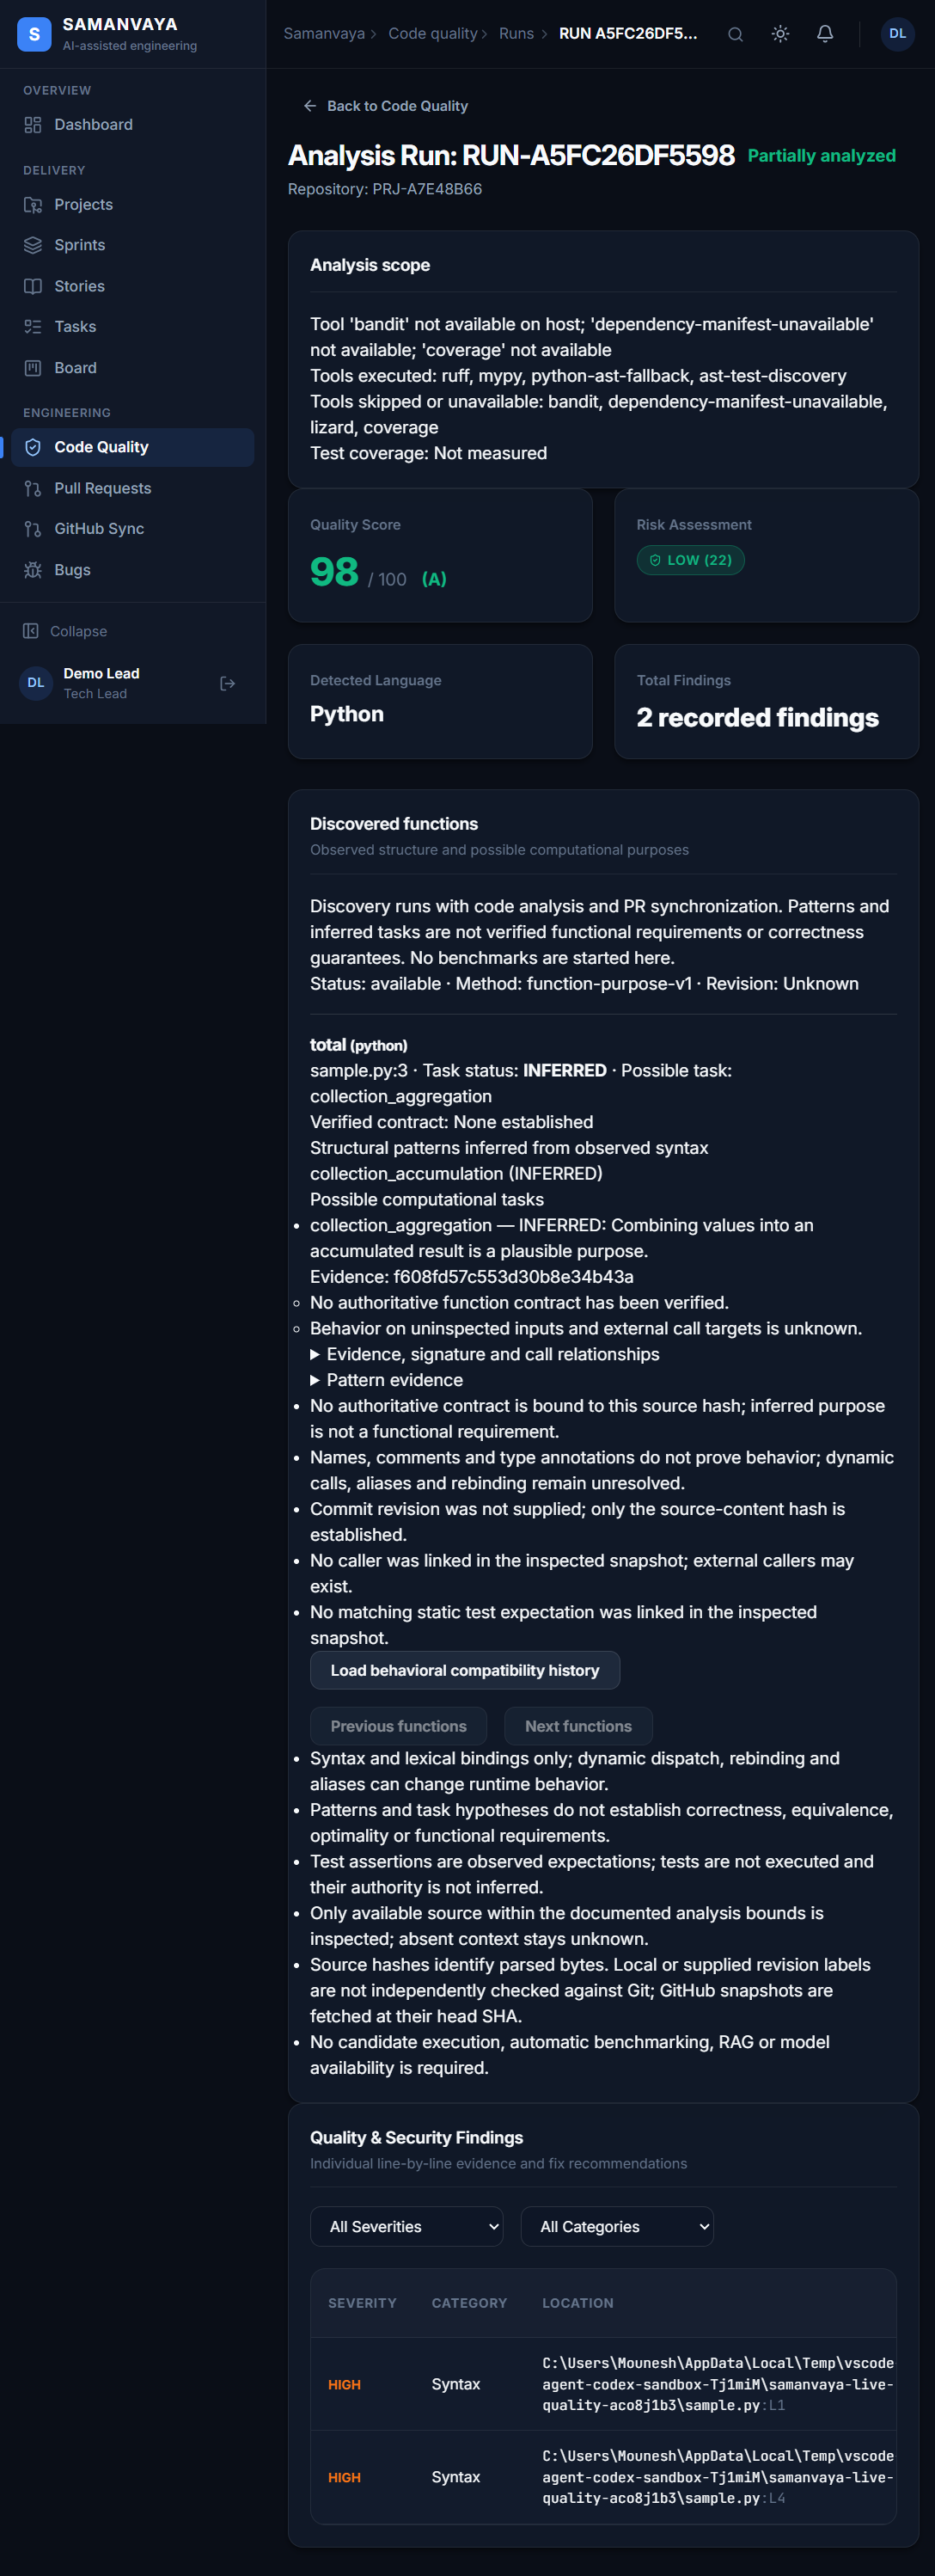 S
SAMANVAYA
AI-assisted engineering
Samanvaya > Code quality > Runs > RUN A5FC26DF5...
DL
OVERVIEW
Dashboard
DELIVERY
Projects
Sprints
Stories
Tasks
Board
ENGINEERING
Code Quality
Pull Requests
GitHub Sync
Bugs
Collapse
DL
Demo Lead
Tech Lead
Back to Code Quality
Analysis Run: RUN-A5FC26DF5598 Partially analyzed
Repository: PRJ-A7E48B66
Analysis scope
Tool 'bandit' not available on host; 'dependency-manifest-unavailable'
not available; 'coverage' not available
Tools executed: ruff, mypy, python-ast-fallback, ast-test-discovery
Tools skipped or unavailable: bandit, dependency-manifest-unavailable,
lizard, coverage
Test coverage: Not measured
Quality Score
98 / 100 (A)
Risk Assessment
LOW (22)
Detected Language
Python
Total Findings
2 recorded findings
Discovered functions
Observed structure and possible computational purposes
Discovery runs with code analysis and PR synchronization. Patterns and
inferred tasks are not verified functional requirements or correctness
guarantees. No benchmarks are started here.
Status: available · Method: function-purpose-v1 · Revision: Unknown
total (python)
sample.py:3 · Task status: INFERRED · Possible task:
collection_aggregation
Verified contract: None established
Structural patterns inferred from observed syntax
collection_accumulation (INFERRED)
Possible computational tasks
• collection_aggregation — INFERRED: Combining values into an
accumulated result is a plausible purpose.
Evidence: f608fd57c553d30b8e34b43a
◦ No authoritative function contract has been verified.
◦ Behavior on uninspected inputs and external call targets is unknown.
▶ Evidence, signature and call relationships
▶ Pattern evidence
• No authoritative contract is bound to this source hash; inferred purpose
is not a functional requirement.
• Names, comments and type annotations do not prove behavior; dynamic
calls, aliases and rebinding remain unresolved.
• Commit revision was not supplied; only the source-content hash is
established.
• No caller was linked in the inspected snapshot; external callers may
exist.
• No matching static test expectation was linked in the inspected
snapshot.
Load behavioral compatibility history
Previous functions
Next functions
• Syntax and lexical bindings only; dynamic dispatch, rebinding and
aliases can change runtime behavior.
• Patterns and task hypotheses do not establish correctness, equivalence,
optimality or functional requirements.
• Test assertions are observed expectations; tests are not executed and
their authority is not inferred.
• Only available source within the documented analysis bounds is
inspected; absent context stays unknown.
• Source hashes identify parsed bytes. Local or supplied revision labels
are not independently checked against Git; GitHub snapshots are
fetched at their head SHA.
• No candidate execution, automatic benchmarking, RAG or model
availability is required.
Quality & Security Findings
Individual line-by-line evidence and fix recommendations
All Severities
All Categories
SEVERITY CATEGORY LOCATION
HIGH
Syntax
C:\Users\Mounesh\AppData\Local\Temp\vscode
agent-codex-sandbox-Tj1miM\samanvaya-live-
quality-aco8j1b3\sample.py:L1
HIGH
Syntax
C:\Users\Mounesh\AppData\Local\Temp\vscode
agent-codex-sandbox-Tj1miM\samanvaya-live-
quality-aco8j1b3\sample.py:L4